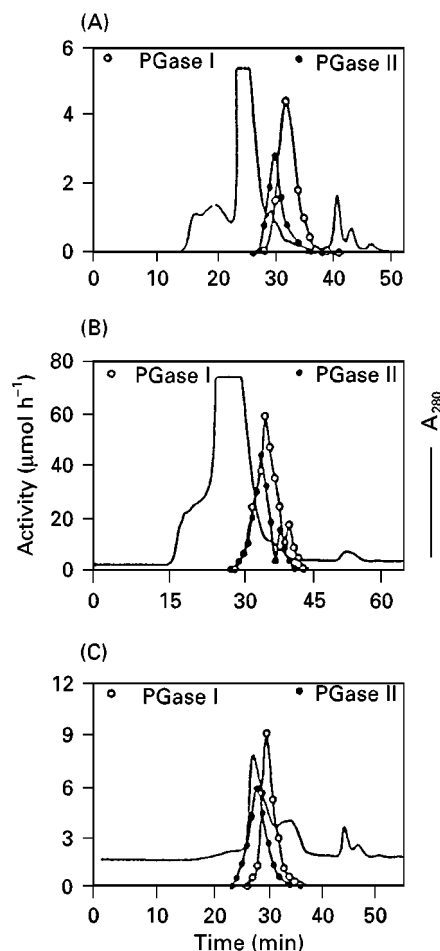 (A)
PGase I PGase II
6
4
2
0
0 10 20 30 40 50
(B)
80
PGase I PGase II
60
40
20
0
0 15 30 45 60
Activity (μmol h⁻¹)
A₂₈₀
(C)
12
PGase I PGase II
9
6
3
0
0 10 20 30 40 50
Time (min)